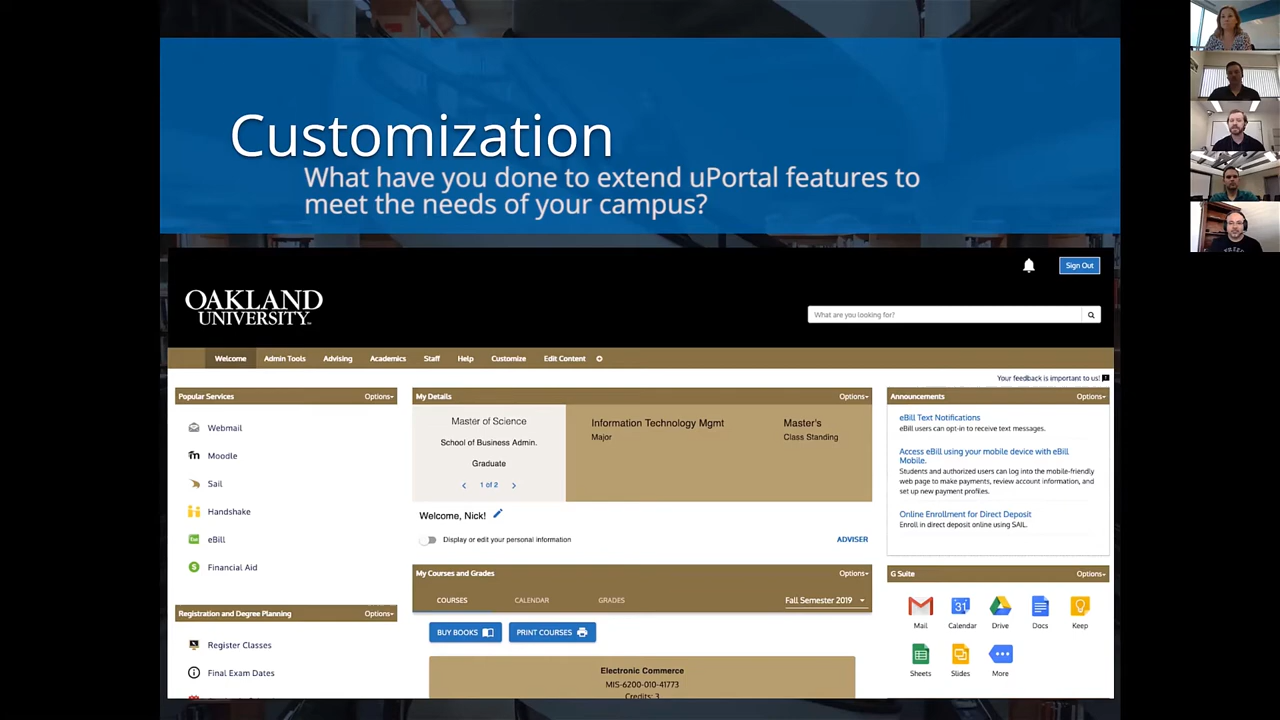 Customization
What have you done to extend uPortal features to
meet the needs of your campus?
Sign Out
OAKLAND
UNIVERSITY
What are you looking for?
Welcome Admin Tools Advising Academics Staff Help Customize Edit Content
Your feedback is important to us!
Popular Services Options
Webmail
Moodle
Sail
Handshake
eBill
Financial Aid
Registration and Degree Planning Options
Register Classes
Final Exam Dates
My Details Options
Master of Science
School of Business Admin.
Graduate
1 of 2
Information Technology Mgmt
Major
Master's
Class Standing
Welcome, Nick!
Display or edit your personal information
ADVISER
My Courses and Grades Options
COURSES CALENDAR GRADES Fall Semester 2019
BUY BOOKS PRINT COURSES
Electronic Commerce
MIS-6200-010-41773
Credits: 3
Announcements Options
eBill Text Notifications
eBill users can opt-in to receive text messages.
Access eBill using your mobile device with eBill
Mobile.
Students and authorized users can log into the mobile-friendly
web page to make payments, review account information, and
set up new payment profiles.
Online Enrollment for Direct Deposit
Enroll in direct deposit online using SAIL.
G Suite Options
31
Mail Calendar Drive Docs Keep
Sheets Slides More